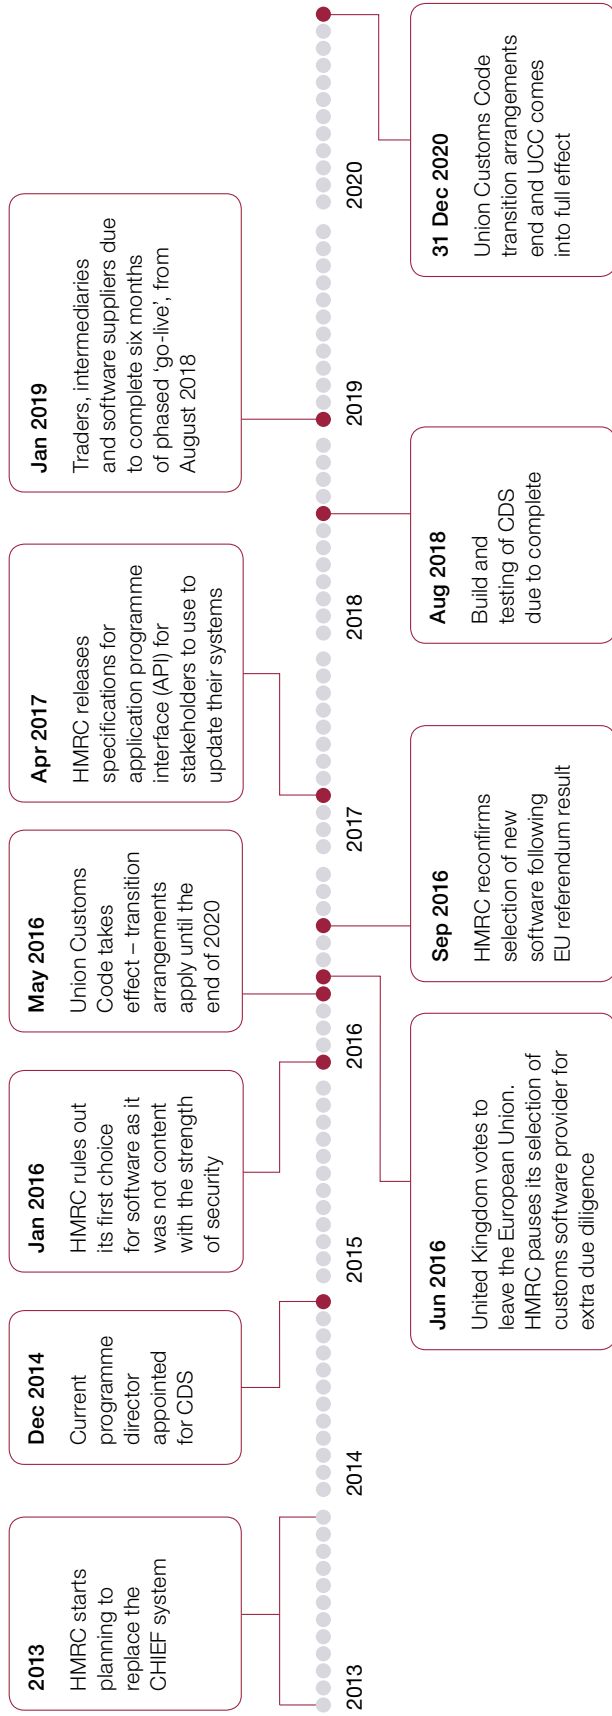 2013
HMRC starts
planning to
replace the
CHIEF system
Dec 2014
Current
programme
director
appointed
for CDS
Jan 2016
HMRC rules out
its first choice
for software as it
was not content
with the strength
of security
May 2016
Union Customs
Code takes
effect – transition
arrangements
apply until the
end of 2020
Apr 2017
HMRC releases
specifications for
application programme
interface (API) for
stakeholders to use to
update their systems
Jan 2019
Traders, intermediaries
and software suppliers due
to complete six months
of phased ‘go-live’, from
August 2018
2013
2014
2015
2016
2017
2018
2019
2020
Jun 2016
United Kingdom votes to
leave the European Union.
HMRC pauses its selection of
customs software provider for
extra due diligence
Sep 2016
HMRC reconfirms
selection of new
software following
EU referendum result
Aug 2018
Build and
testing of CDS
due to complete
31 Dec 2020
Union Customs Code
transition arrangements
end and UCC comes
into full effect